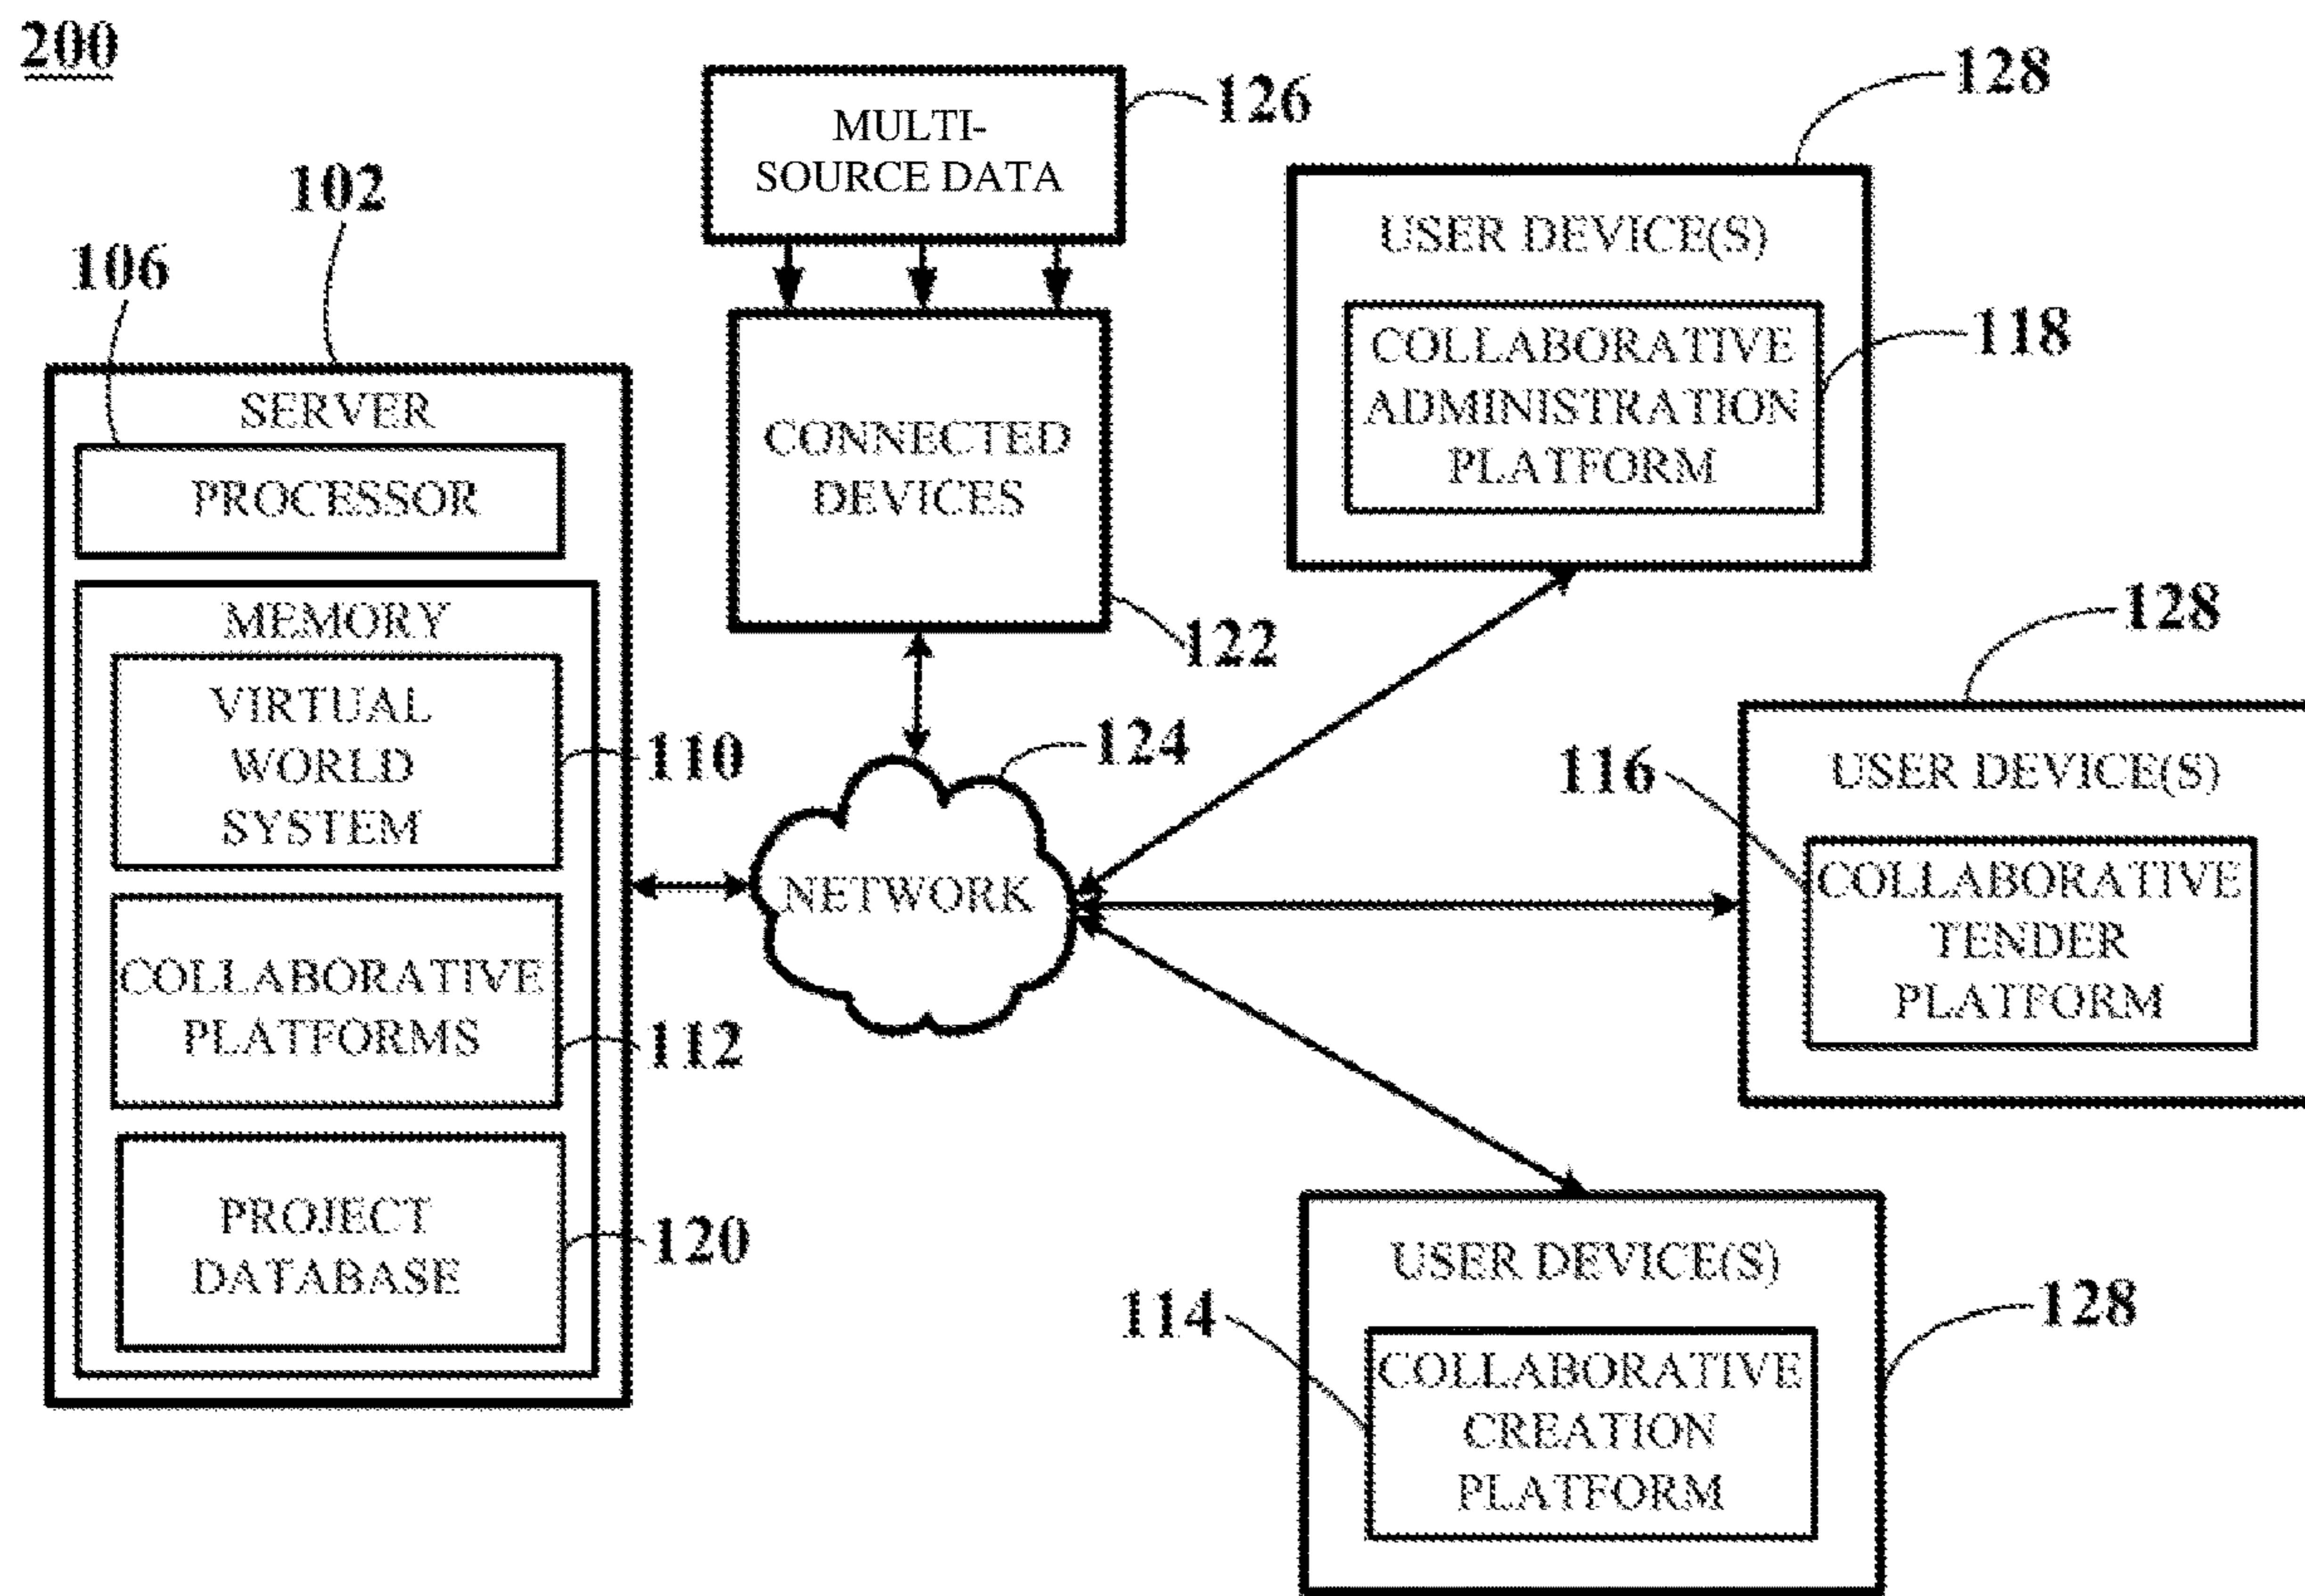 200
102
106
SERVER
PROCESSOR
MEMORY
VIRTUAL
WORLD
SYSTEM
110
COLLABORATIVE
PLATFORMS
112
PROJECT
DATABASE
120
MULTI-
SOURCE DATA
126
CONNECTED
DEVICES
122
124
NETWORK
128
USER DEVICE(S)
COLLABORATIVE
ADMINISTRATION
PLATFORM
118
128
USER DEVICE(S)
116
COLLABORATIVE
TENDER
PLATFORM
USER DEVICE(S)
114
COLLABORATIVE
CREATION
PLATFORM
128